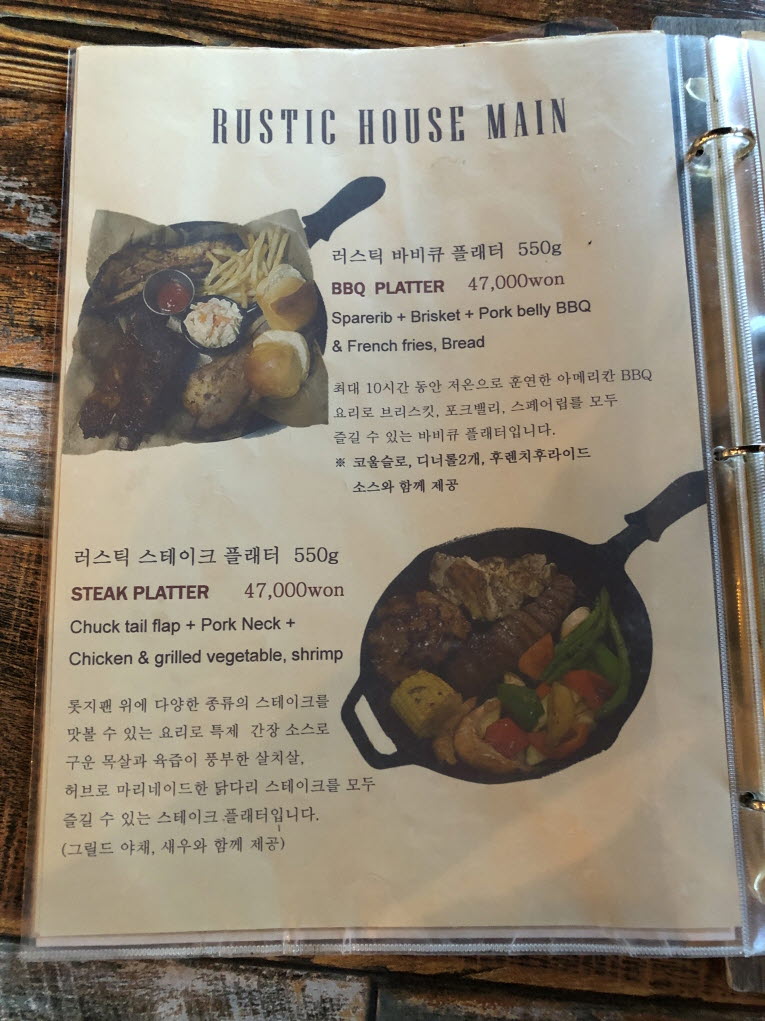 RUSTIC HOUSE MAIN
러스틱 바비큐 플래터 550g
BBQ PLATTER 47,000won
Sparerib + Brisket + Pork belly BBQ
& French fries, Bread
최대 10시간 동안 저온으로 훈연한 아메리칸 BBQ
요리로 브리스킷, 포크밸리, 스페어립를 모두
즐길 수 있는 바비큐 플래터입니다.
※ 코울슬로, 디너롤2개, 후렌치후라이드
소스와 함께 제공
러스틱 스테이크 플래터 550g
STEAK PLATTER 47,000won
Chuck tail flap + Pork Neck +
Chicken & grilled vegetable, shrimp
롯지팬 위에 다양한 종류의 스테이크를
맛볼 수 있는 요리로 특제 간장 소스로
구운 목살과 육즙이 풍부한 살치살,
허브로 마리네이드한 닭다리 스테이크를 모두
즐길 수 있는 스테이크 플래터입니다.
(그릴드 야채, 새우와 함께 제공)